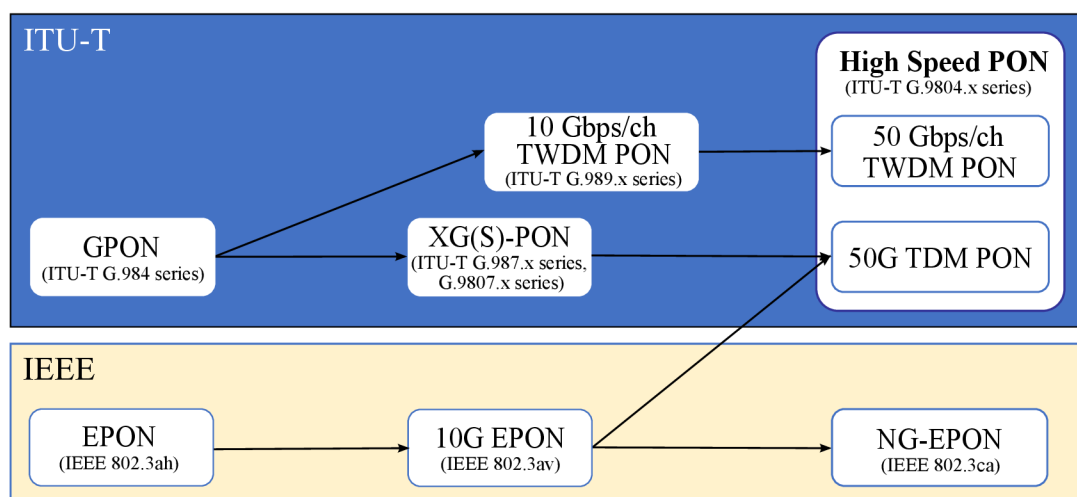 ITU-T
High Speed PON
(ITU-T G.9804.x series)
10 Gbps/ch
TWDM PON
(ITU-T G.989.x series)
50 Gbps/ch
TWDM PON
GPON
(ITU-T G.984 series)
XG(S)-PON
(ITU-T G.987.x series,
G.9807.x series)
50G TDM PON
IEEE
EPON
(IEEE 802.3ah)
10G EPON
(IEEE 802.3av)
NG-EPON
(IEEE 802.3ca)